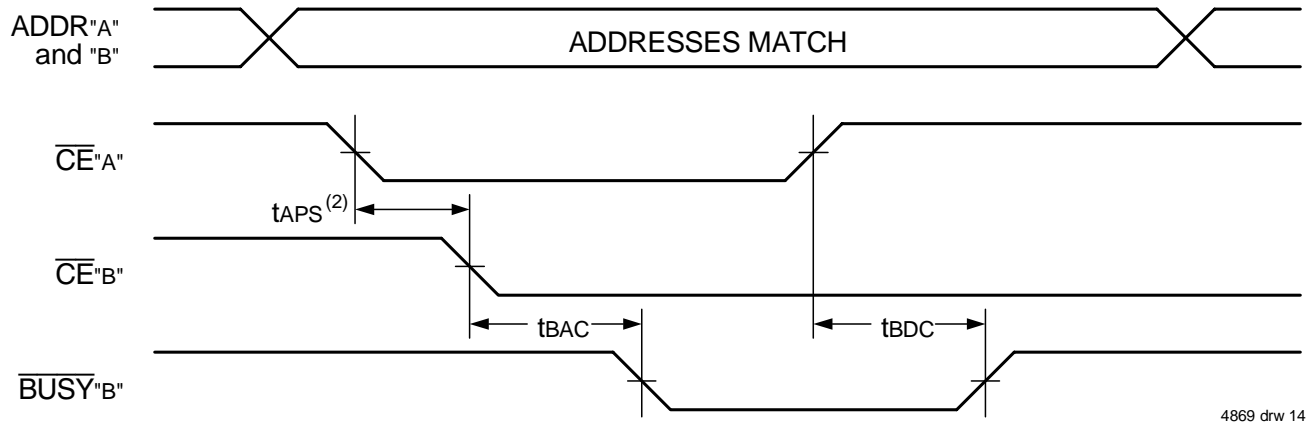 ADDR"A"
and "B"
ADDRESSES MATCH
CE"A"
tAPS(2)
CE"B"
tBAC
tBDC
BUSY"B"
4869 drw 14